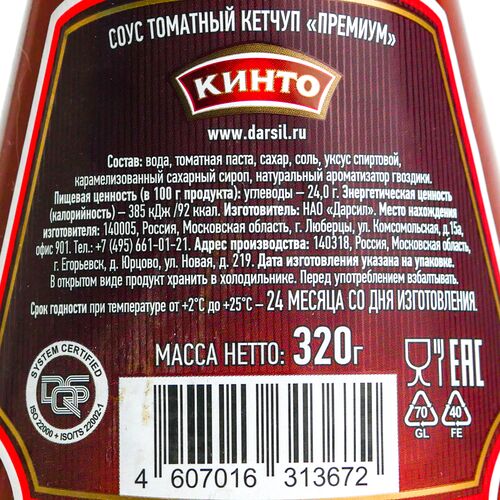 СОУС ТОМАТНЫЙ КЕТЧУП «ПРЕМИУМ»
КИНТО
www.darsil.ru
Состав: вода, томатная паста, сахар, соль, уксус спиртовой,
карамелизованный сахарный сироп, натуральный ароматизатор гвоздики.
Пищевая ценность (в 100 г продукта): углеводы – 24,0 г. Энергетическая ценность
(калорийность) – 385 кДж /92 ккал. Изготовитель: НАО «Дарсил». Место нахождения
изготовителя: 140005, Россия, Московская область, г. Люберцы, ул. Комсомольская, д.15а,
офис 901. Тел.: +7 (495) 661-01-21. Адрес производства: 140318, Россия, Московская область,
г. Егорьевск, д. Юрцово, ул. Новая, д. 219. Дата изготовления указана на упаковке.
В открытом виде продукт хранить в холодильнике. Перед употреблением взбалтывать.
Срок годности при температуре от +2°C до +25°C – 24 МЕСЯЦА СО ДНЯ ИЗГОТОВЛЕНИЯ.
МАССА НЕТТО: 320г
SYSTEM CERTIFIED
DQS
ISO 22000 + ISO/TS 22002-1
EAC
70
GL
40
FE
4 607016 313672